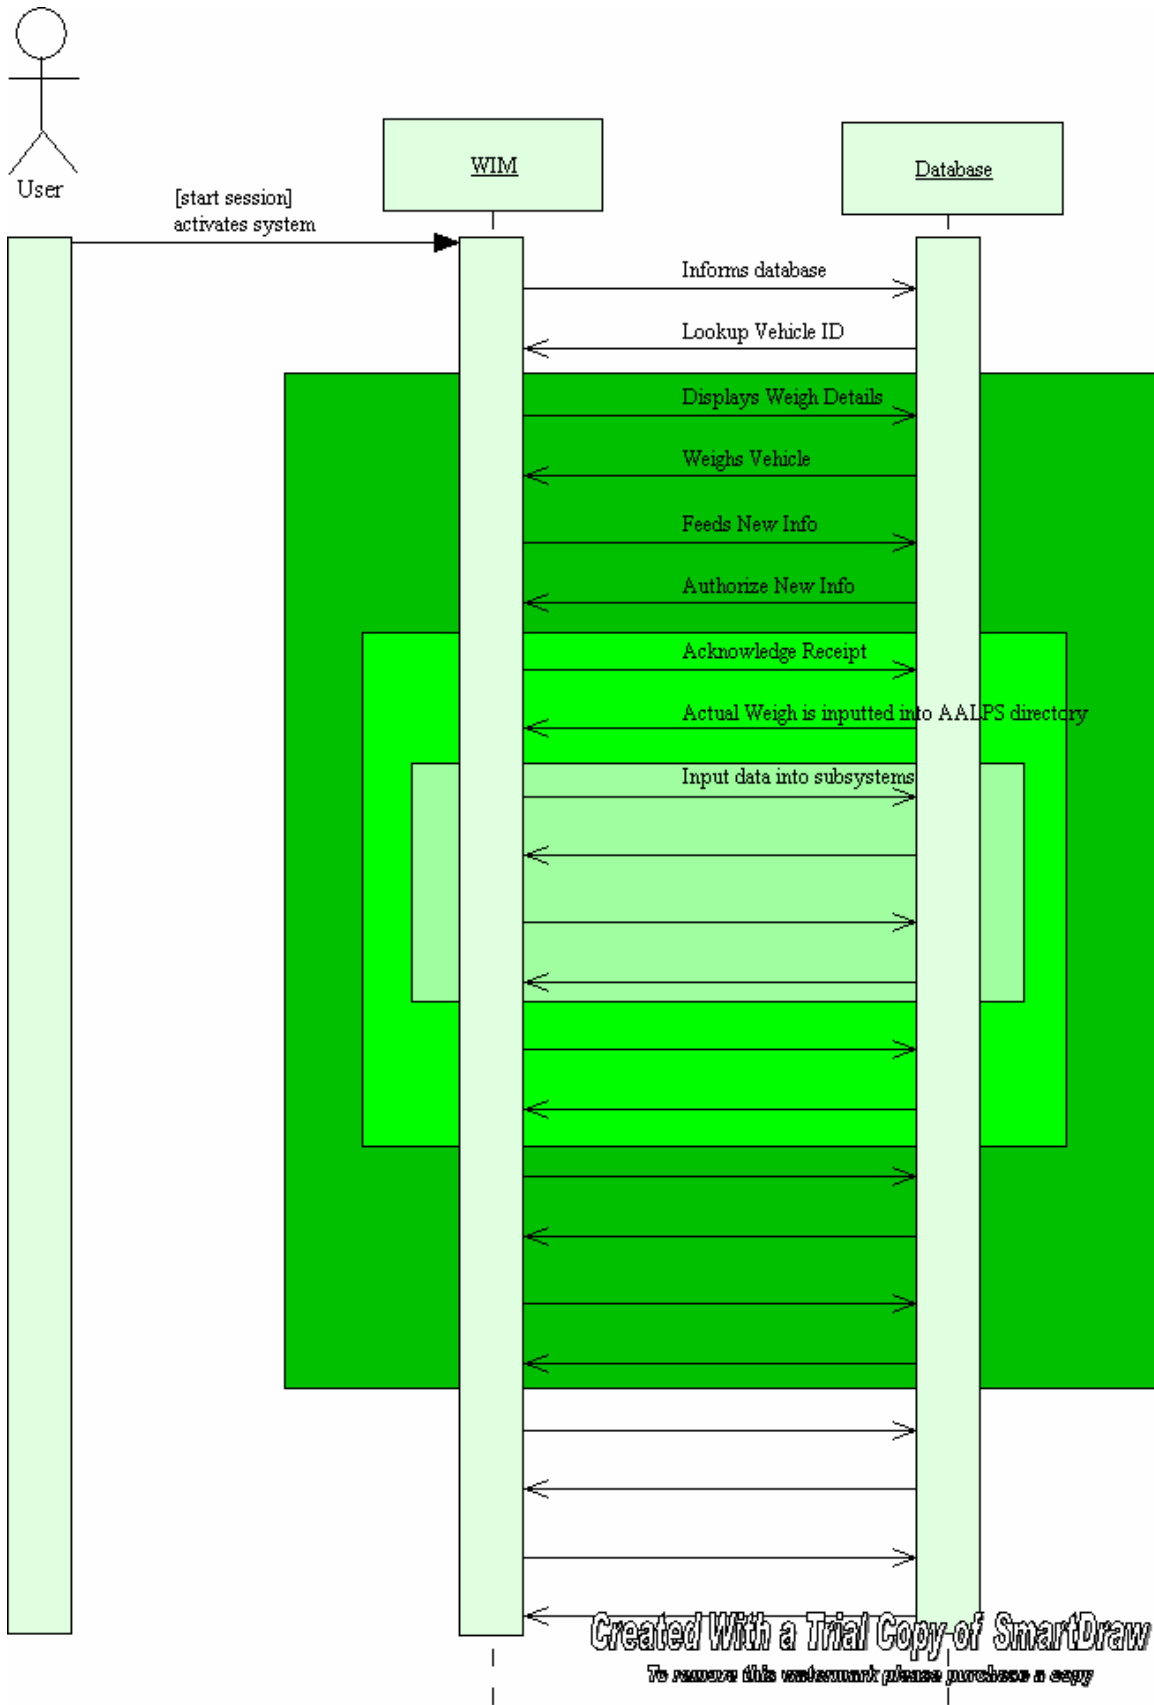 User
WIM
Database
[start session]
activates system
Informs database
Lookup Vehicle ID
Displays Weigh Details
Weighs Vehicle
Feeds New Info
Authorize New Info
Acknowledge Receipt
Actual Weigh is inputted into AALPS directory
Input data into subsystems
Created With a Trial Copy of SmartDraw
To remove this watermark please purchase a copy